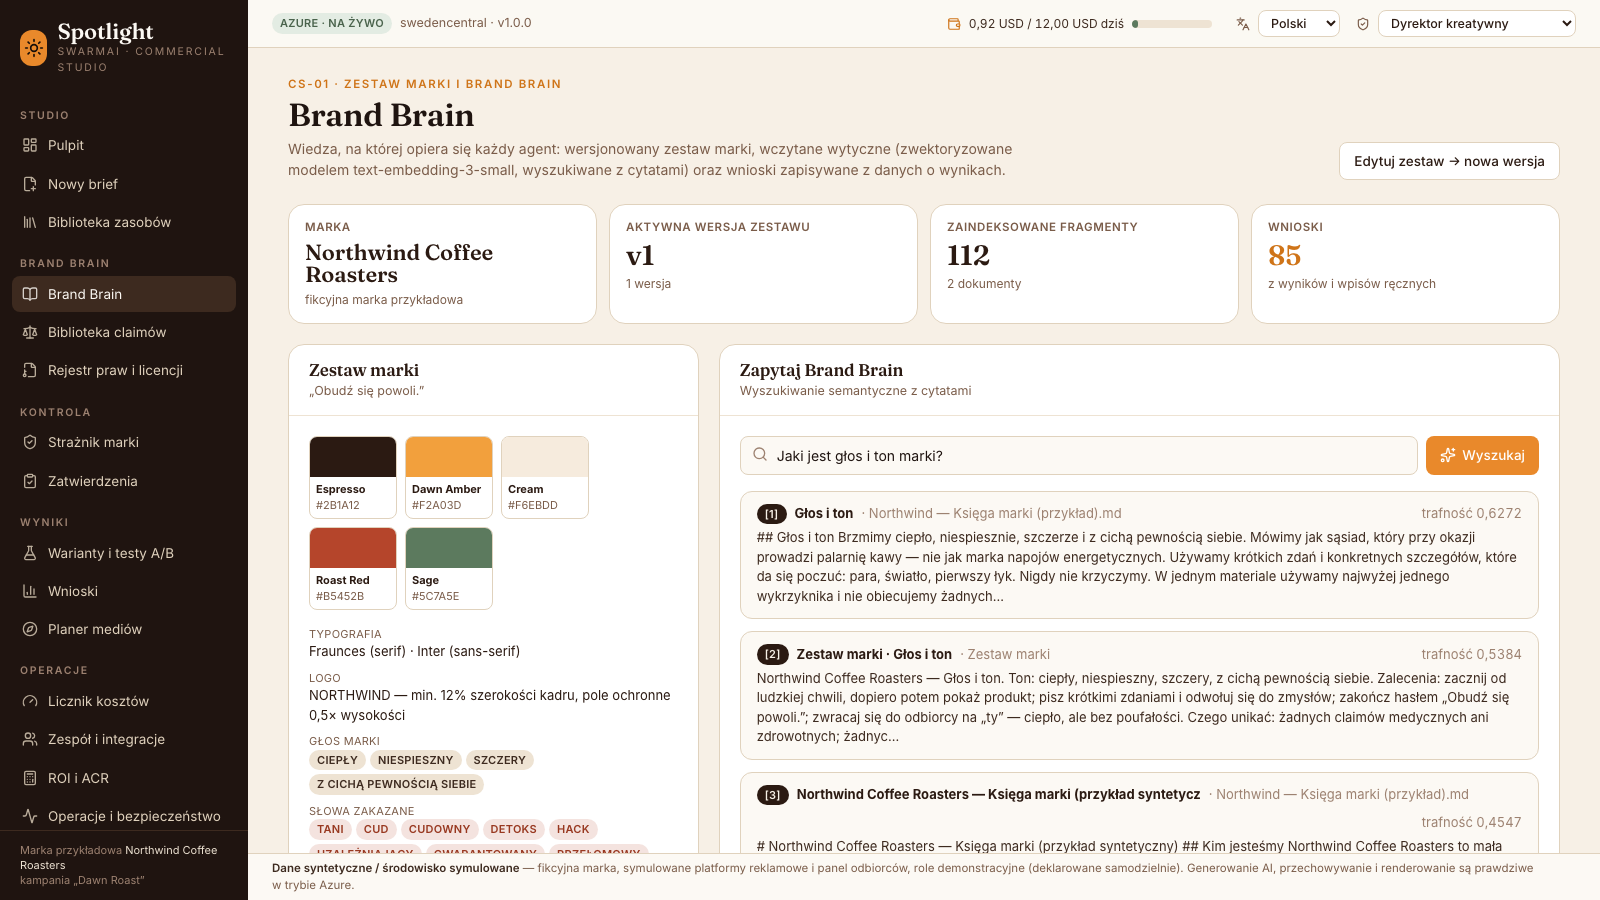 Spotlight
SWARMAI · COMMERCIAL
STUDIO
STUDIO
Pulpit
Nowy brief
Biblioteka zasobów
BRAND BRAIN
Brand Brain
Biblioteka claimów
Rejestr praw i licencji
KONTROLA
Strażnik marki
Zatwierdzenia
WYNIKI
Warianty i testy A/B
Wnioski
Planer mediów
OPERACJE
Licznik kosztów
Zespół i integracje
ROI i ACR
Operacje i bezpieczeństwo
Marka przykładowa Northwind Coffee
Roasters
kampania „Dawn Roast”
AZURE · NA ŻYWO swedencentral · v1.0.0
0,92 USD / 12,00 USD dziś
Polski
Dyrektor kreatywny
CS-01 · ZESTAW MARKI I BRAND BRAIN
Brand Brain
Wiedza, na której opiera się każdy agent: wersjonowany zestaw marki, wczytane wytyczne (zwektoryzowane
modelem text-embedding-3-small, wyszukiwane z cytatami) oraz wnioski zapisywane z danych o wynikach.
Edytuj zestaw → nowa wersja
MARKA
Northwind Coffee
Roasters
fikcyjna marka przykładowa
AKTYWNA WERSJA ZESTAWU
v1
1 wersja
ZAINDEKSOWANE FRAGMENTY
112
2 dokumenty
WNIOSKI
85
z wyników i wpisów ręcznych
Zestaw marki
„Obudź się powoli.”
Espresso
#2B1A12
Dawn Amber
#F2A03D
Cream
#F6EBDD
Roast Red
#B5452B
Sage
#5C7A5E
TYPOGRAFIA
Fraunces (serif) · Inter (sans-serif)
LOGO
NORTHWIND — min. 12% szerokości kadru, pole ochronne
0,5× wysokości
GŁOS MARKI
CIEPŁY NIESPIESZNY SZCZERY
Z CICHĄ PEWNOŚCIĄ SIEBIE
SŁOWA ZAKAZANE
TANI CUD CUDOWNY DETOKS HACK
UZALEŻNIAJĄCY GWARANTOWANY PRZEŁOMOWY
Zapytaj Brand Brain
Wyszukiwanie semantyczne z cytatami
Jaki jest głos i ton marki?
Wyszukaj
[1] Głos i ton · Northwind — Księga marki (przykład).md trafność 0,6272
## Głos i ton Brzmimy ciepło, niespiesznie, szczerze i z cichą pewnością siebie. Mówimy jak sąsiad, który przy okazji
prowadzi palarnię kawy — nie jak marka napojów energetycznych. Używamy krótkich zdań i konkretnych szczegółów, które
da się poczuć: para, światło, pierwszy łyk. Nigdy nie krzyczymy. W jednym materiale używamy najwyżej jednego
wykrzyknika i nie obiecujemy żadnych...
[2] Zestaw marki · Głos i ton · Zestaw marki trafność 0,5384
Northwind Coffee Roasters — Głos i ton. Ton: ciepły, niespieszny, szczery, z cichą pewnością siebie. Zalecenia: zacznij od
ludzkiej chwili, dopiero potem pokaż produkt; pisz krótkimi zdaniami i odwołuj się do zmysłów; zakończ hasłem „Obudź się
powoli.”; zwracaj się do odbiorcy na „ty” — ciepło, ale bez poufałości. Czego unikać: żadnych claimów medycznych ani
zdrowotnych; żadnyc...
[3] Northwind Coffee Roasters — Księga marki (przykład syntetycz · Northwind — Księga marki (przykład).md
trafność 0,4547
# Northwind Coffee Roasters — Księga marki (przykład syntetyczny) ## Kim jesteśmy Northwind Coffee Roasters to mała
Dane syntetyczne / środowisko symulowane — fikcyjna marka, symulowane platformy reklamowe i panel odbiorców, role demonstracyjne (deklarowane samodzielnie). Generowanie AI, przechowywanie i renderowanie są prawdziwe
w trybie Azure.